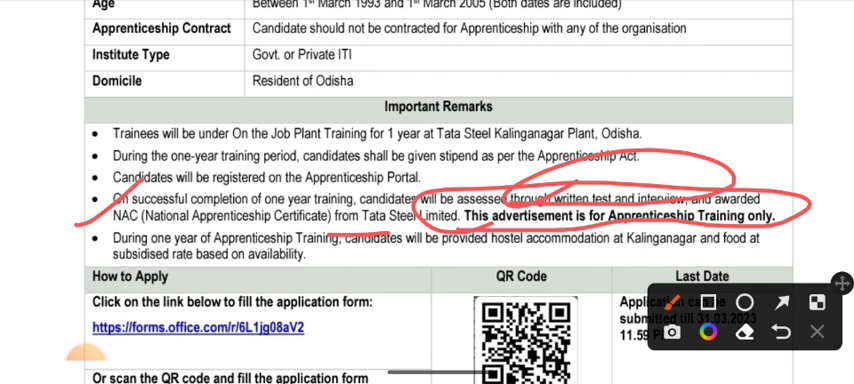 Age Between 1st March 1993 and 1st March 2005 (Both dates are included)
Apprenticeship Contract Candidate should not be contracted for Apprenticeship with any of the organisation
Institute Type Govt. or Private ITI
Domicile Resident of Odisha
Important Remarks
• Trainees will be under On the Job Plant Training for 1 year at Tata Steel Kalinganagar Plant, Odisha.
• During the one-year training period, candidates shall be given stipend as per the Apprenticeship Act.
• Candidates will be registered on the Apprenticeship Portal.
• On successful completion of one year training, candidates will be assessed through written test and interview, and awarded
NAC (National Apprenticeship Certificate) from Tata Steel Limited. This advertisement is for Apprenticeship Training only.
• During one year of Apprenticeship Training, candidates will be provided hostel accommodation at Kalinganagar and food at
subsidised rate based on availability.
How to Apply QR Code Last Date
Click on the link below to fill the application form:
https://forms.office.com/r/6L1jg08aV2
Application can be
submitted till 31.03.2023
11.59
Or scan the QR code and fill the application form